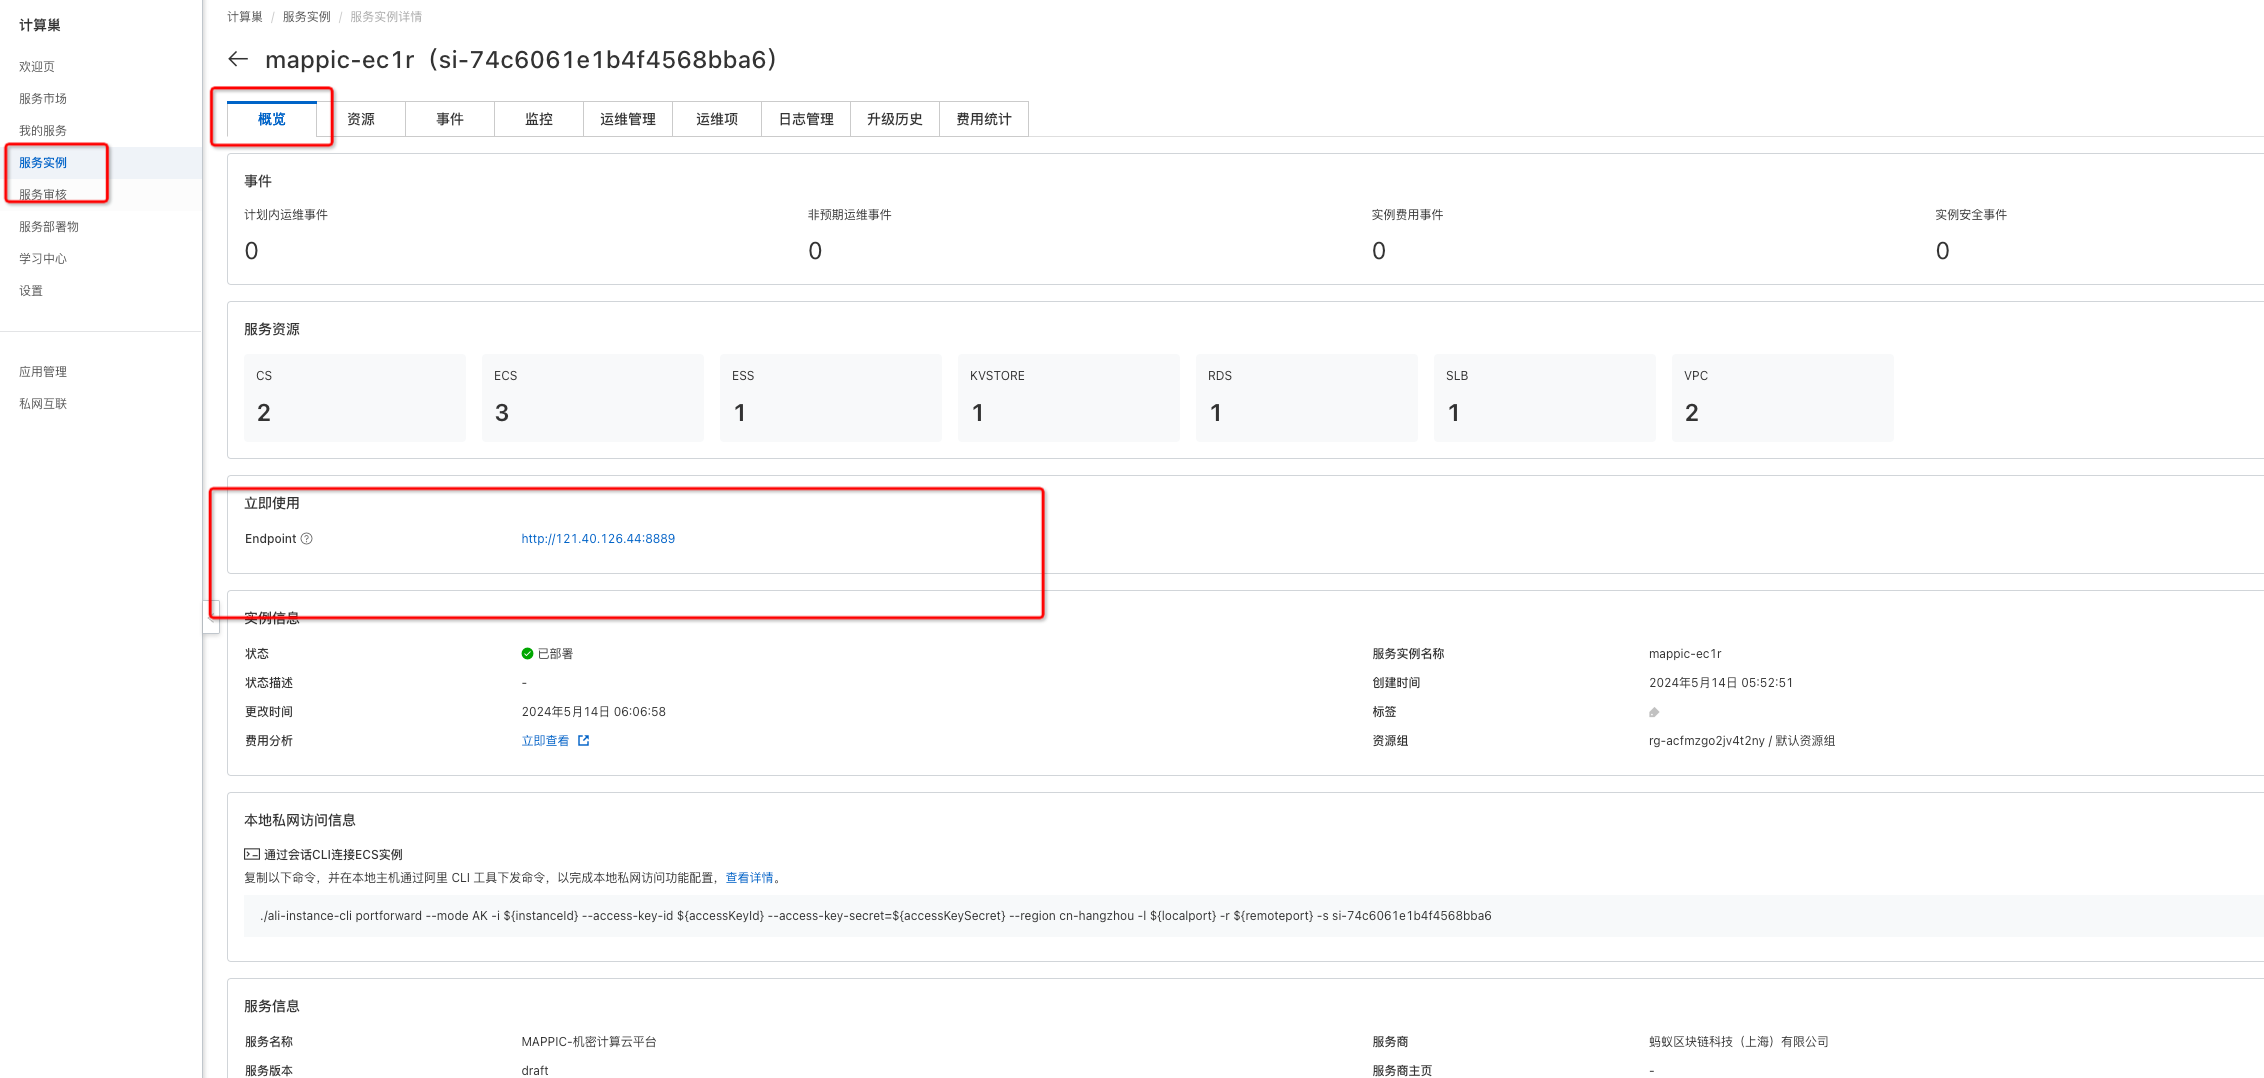 计算巢
欢迎页
服务市场
我的服务
服务实例
服务审核
服务部署物
学习中心
设置
应用管理
私网互联
计算巢 / 服务实例 / 服务实例详情
← mappic-ec1r（si-74c6061e1b4f4568bba6）
概览 资源 事件 监控 运维管理 运维项 日志管理 升级历史 费用统计
事件
计划内运维事件 非预期运维事件 实例费用事件 实例安全事件
0 0 0 0
服务资源
CS ECS ESS KVSTORE RDS SLB VPC
2 3 1 1 1 1 2
立即使用
Endpoint http://121.40.126.44:8889
实例信息
状态 已部署 服务实例名称 mappic-ec1r
状态描述 - 创建时间 2024年5月14日 05:52:51
更改时间 2024年5月14日 06:06:58 标签
费用分析 立即查看 资源组 rg-acfmzgo2jv4t2ny / 默认资源组
本地私网访问信息
通过会话CLI连接ECS实例
复制以下命令，并在本地主机通过阿里 CLI 工具下发命令，以完成本地私网访问功能配置，查看详情。
./ali-instance-cli portforward --mode AK -i ${instanceId} --access-key-id ${accessKeyId} --access-key-secret=${accessKeySecret} --region cn-hangzhou -l ${localport} -r ${remoteport} -s si-74c6061e1b4f4568bba6
服务信息
服务名称 MAPPIC-机密计算云平台 服务商 蚂蚁区块链科技（上海）有限公司
服务版本 draft 服务商主页 -